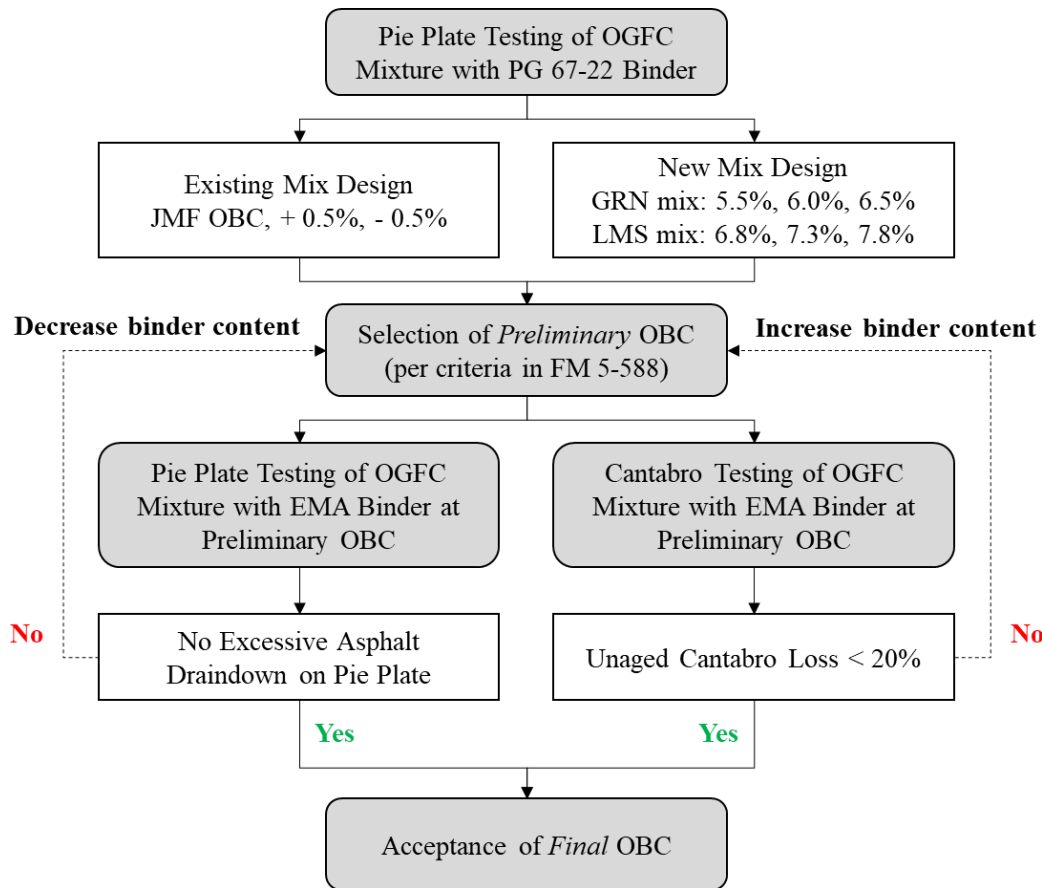 Pie Plate Testing of OGFC
Mixture with PG 67-22 Binder
Existing Mix Design
JMF OBC, + 0.5%, - 0.5%
New Mix Design
GRN mix: 5.5%, 6.0%, 6.5%
LMS mix: 6.8%, 7.3%, 7.8%
Decrease binder content
Selection of Preliminary OBC
(per criteria in FM 5-588)
Increase binder content
Pie Plate Testing of OGFC
Mixture with EMA Binder at
Preliminary OBC
Cantabro Testing of OGFC
Mixture with EMA Binder at
Preliminary OBC
No
No Excessive Asphalt
Draindown on Pie Plate
Unaged Cantabro Loss < 20%
No
Yes
Yes
Acceptance of Final OBC